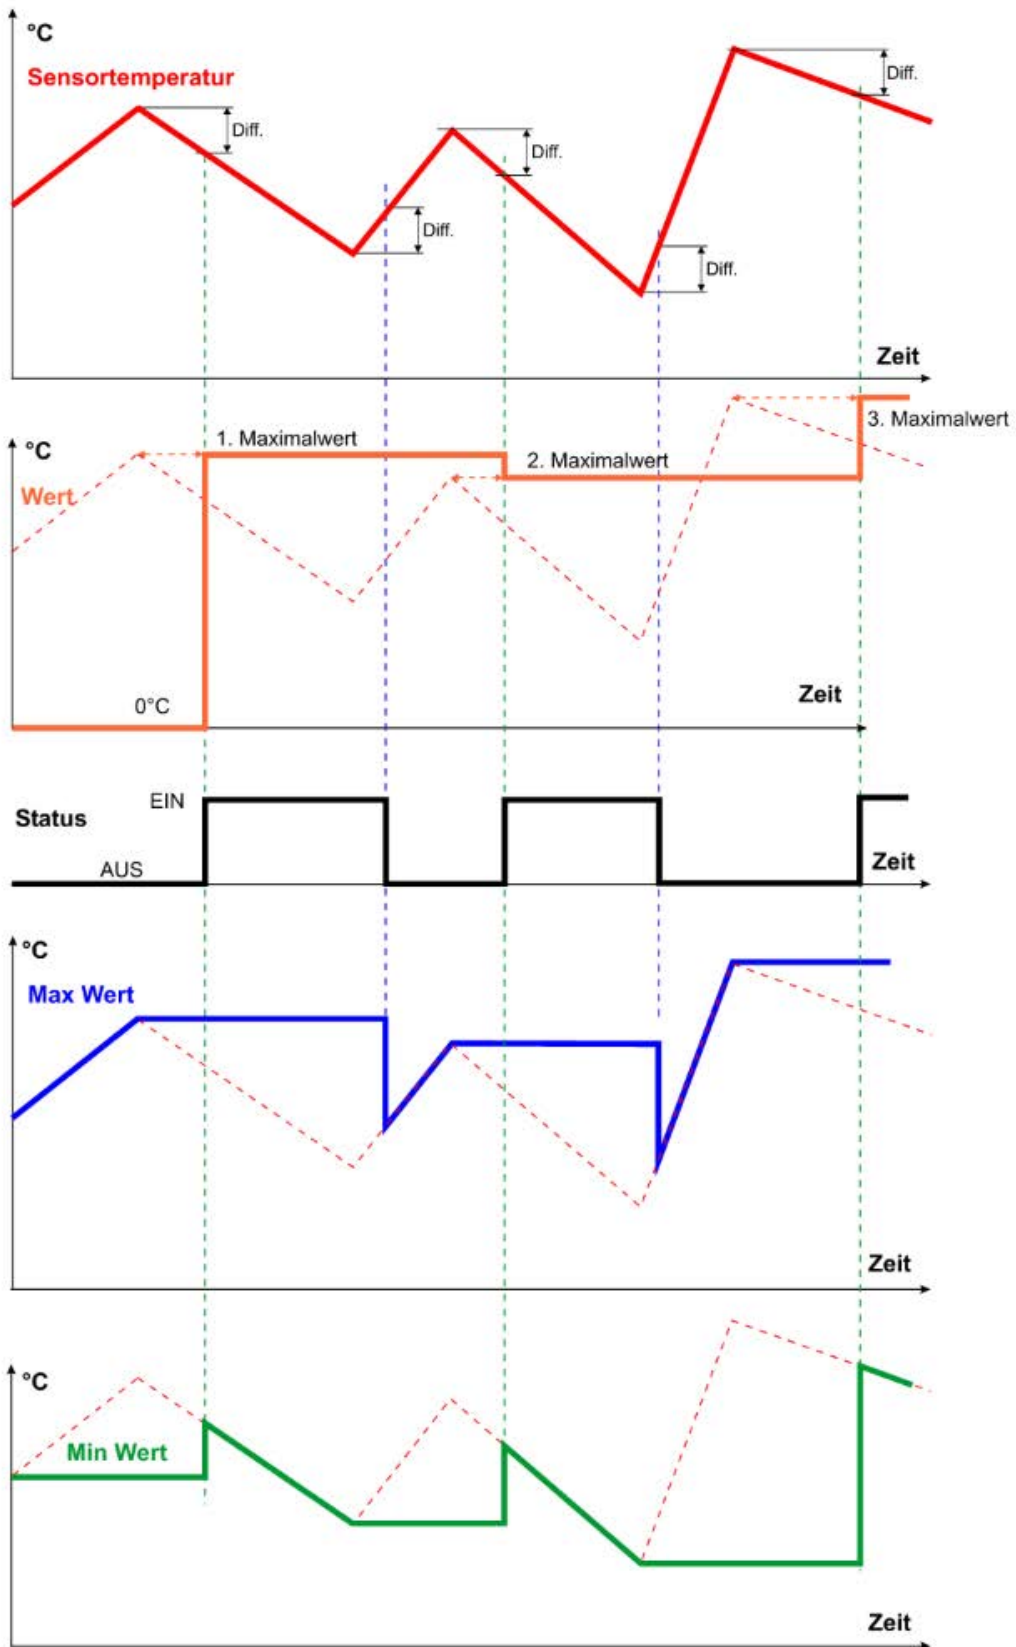 °C
Sensortemperatur
Diff.
Diff.
Diff.
Diff.
Diff.
Zeit
°C
Wert
1. Maximalwert
2. Maximalwert
3. Maximalwert
0°C
Zeit
Status
EIN
AUS
Zeit
°C
Max Wert
Zeit
°C
Min Wert
Zeit